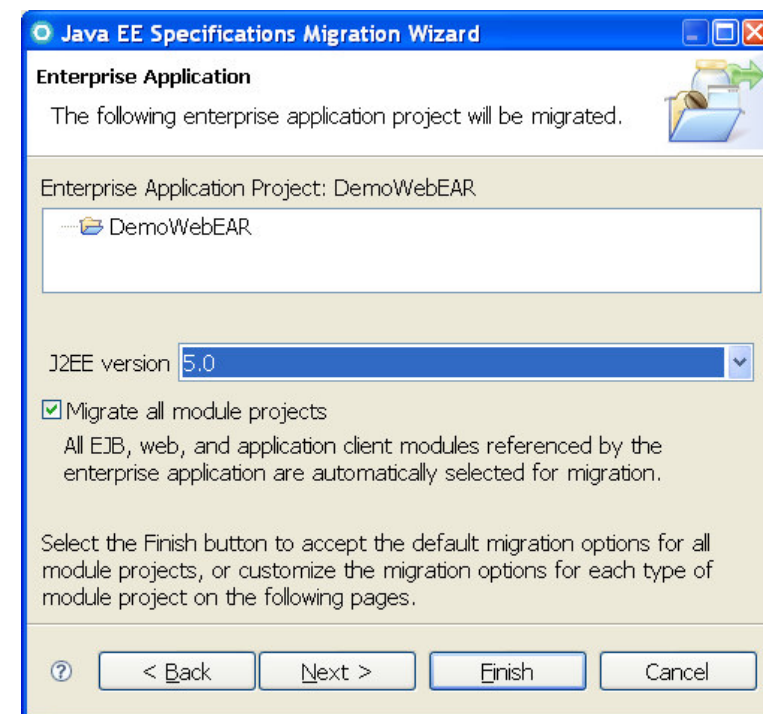 Java EE Specifications Migration Wizard
Enterprise Application
The following enterprise application project will be migrated.
Enterprise Application Project: DemoWebEAR
DemoWebEAR
J2EE version 5.0
Migrate all module projects
All EJB, web, and application client modules referenced by the
enterprise application are automatically selected for migration.
Select the Finish button to accept the default migration options for all
module projects, or customize the migration options for each type of
module project on the following pages.
? < Back Next > Finish Cancel